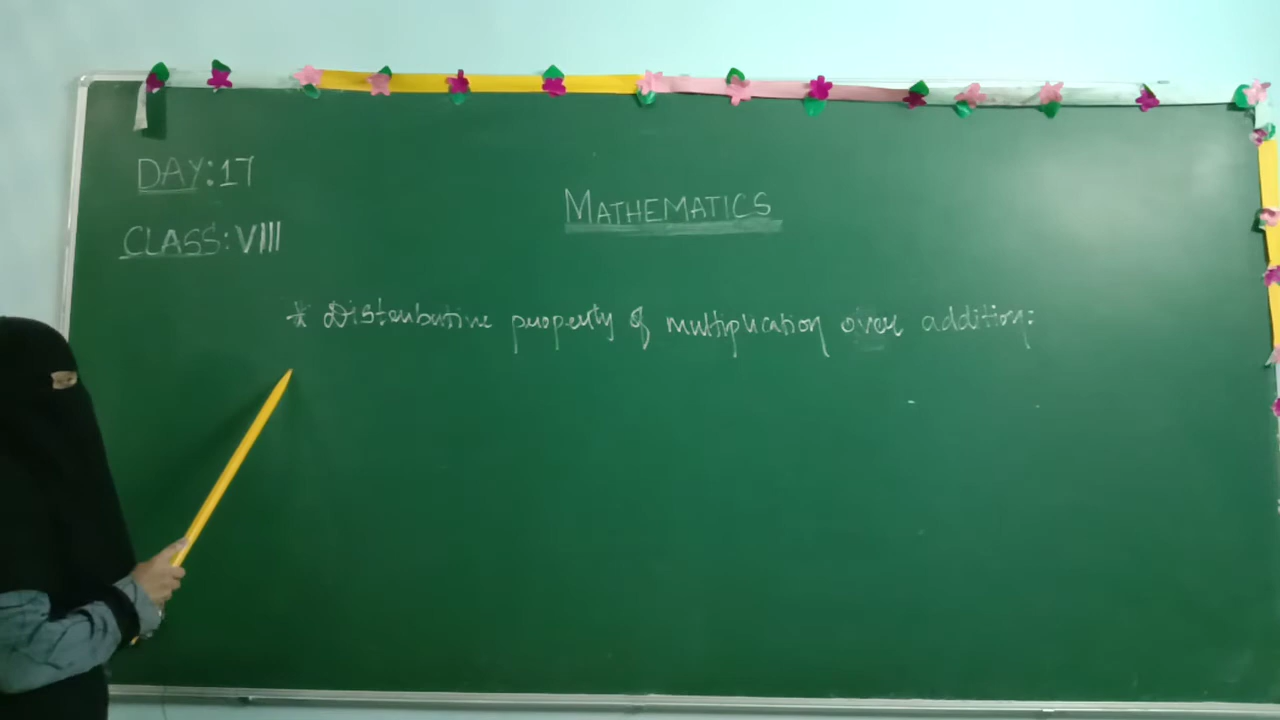 DAY:17
MATHEMATICS
CLASS:VIII
* Distributive property of multiplication over addition: